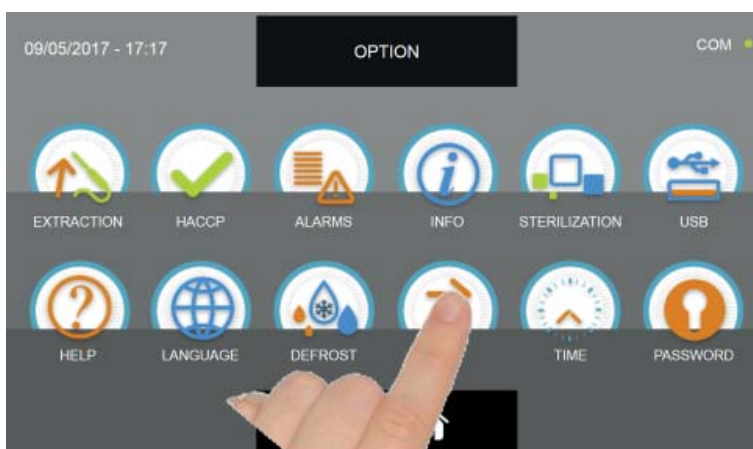 09/05/2017 - 17:17
OPTION
COM
EXTRACTION
HACCP
ALARMS
INFO
STERILIZATION
USB
HELP
LANGUAGE
DEFROST
TIME
PASSWORD